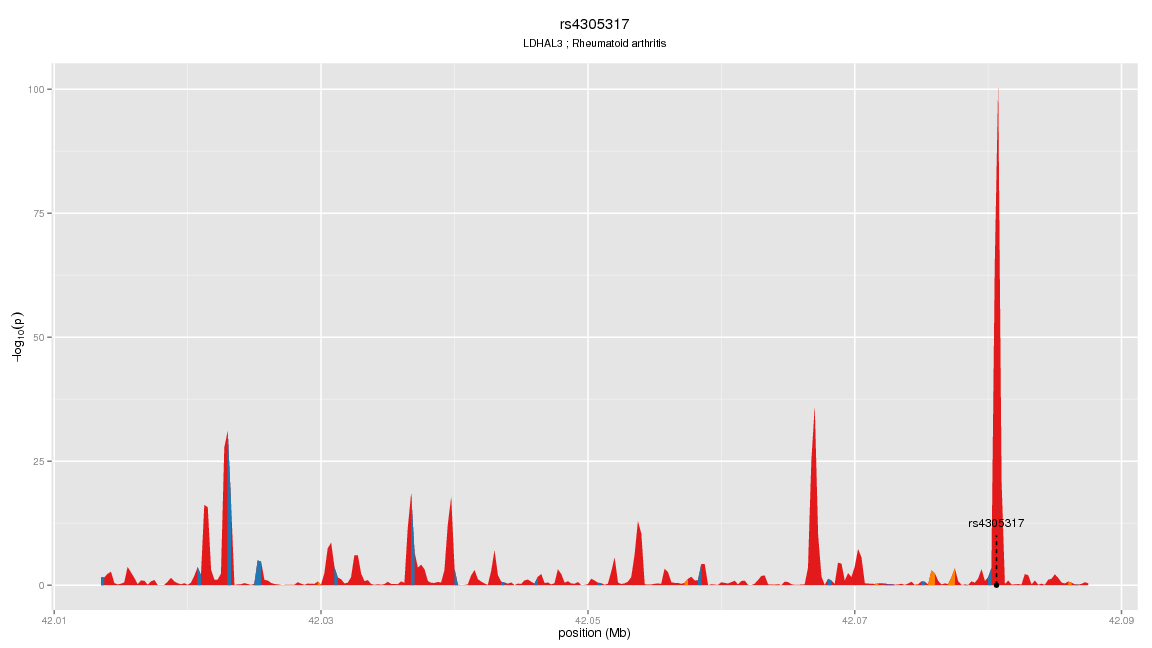 rs4305317
LDHAL3 ; Rheumatoid arthritis
100
75
50
25
0
−log10(p)
rs4305317
42.01 42.03 42.05 42.07 42.09
position (Mb)